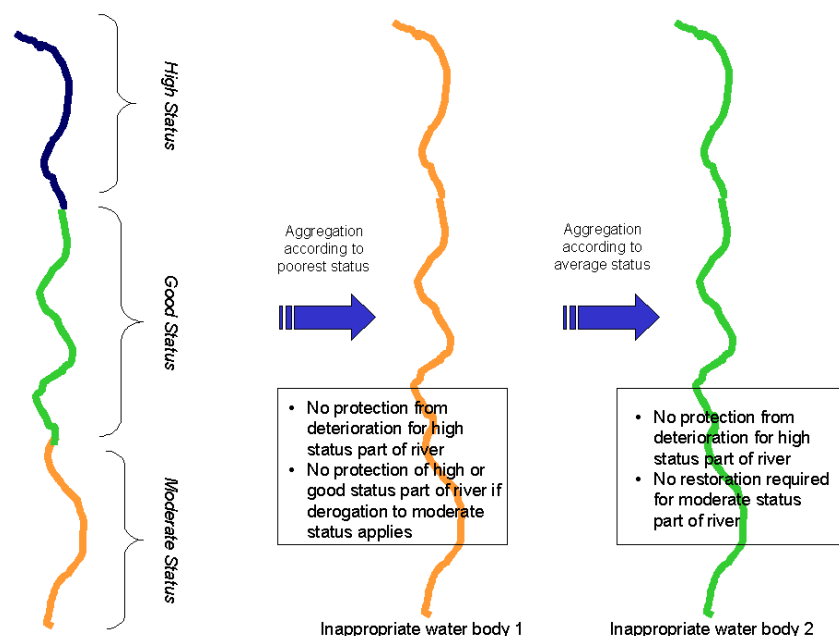 High Status
Good Status
Moderate Status
Aggregation
according to
poorest status
• No protection from
deterioration for high
status part of river
• No protection of high or
good status part of river if
derogation to moderate
status applies
Inappropriate water body 1
Aggregation
according to
average status
• No protection from
deterioration for high
status part of river
• No restoration required
for moderate status
part of river
Inappropriate water body 2